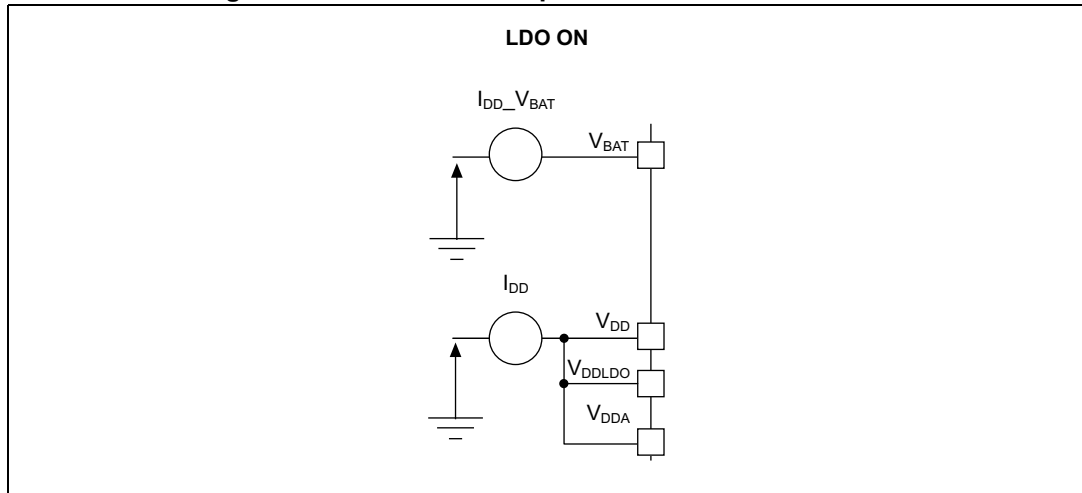 LDO ON
I_DD_V_BAT
V_BAT
I_DD
V_DD
V_DDLDO
V_DDA